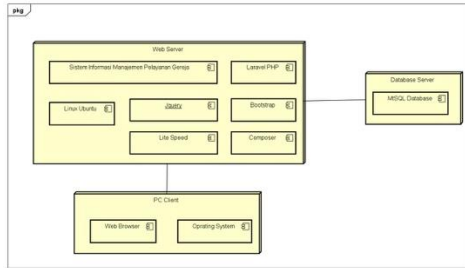 pkg
Web Server
Sistem Informasi Manajemen Pelayanan Gereja
Laravel PHP
Linux Ubuntu
Jquery
Bootstrap
Lite Speed
Composer
Database Server
MISQL Database
PC Client
Web Browser
Oprating System